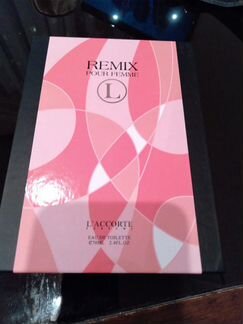 REMIX
POUR FEMME
L
L'ACCORTE
EAU DE TOILETTE